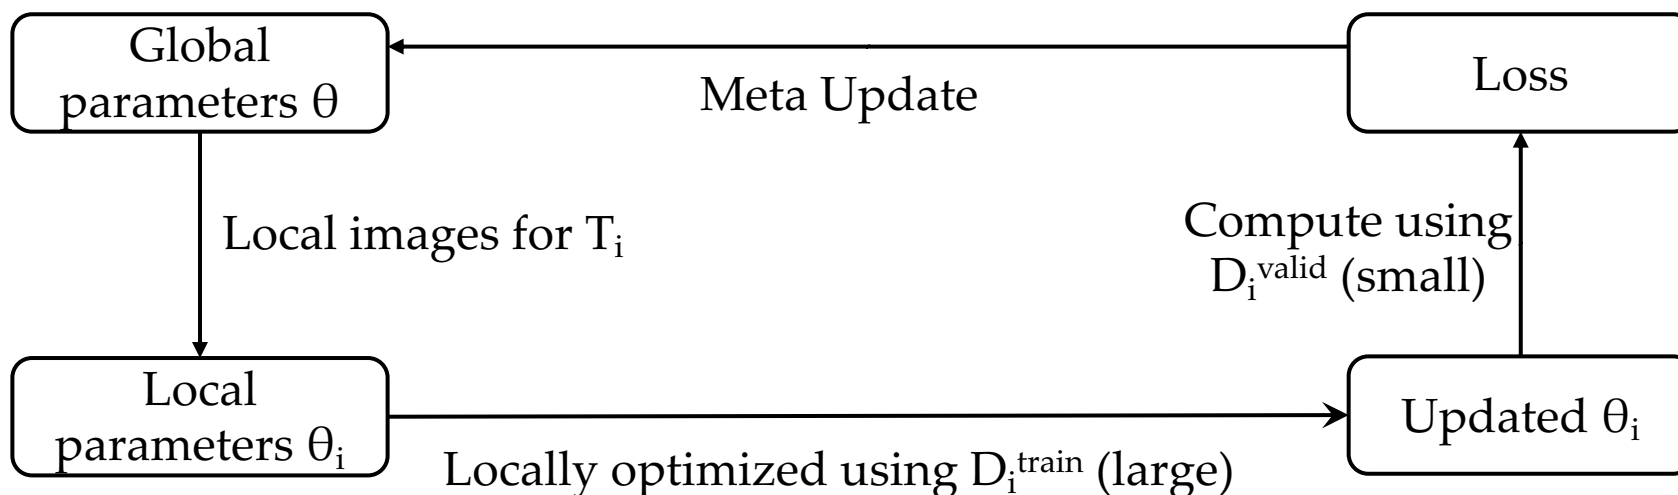 Global
parameters θ
Meta Update
Loss
Local images for Tᵢ
Compute using
Dᵢᵛᵃˡⁱᵈ (small)
Local
parameters θᵢ
Locally optimized using Dᵢᵗʳᵃⁱⁿ (large)
Updated θᵢ